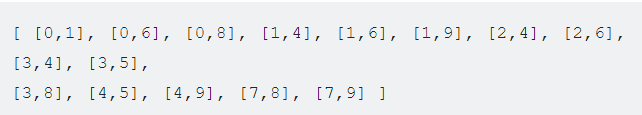 [ [0,1], [0,6], [0,8], [1,4], [1,6], [1,9], [2,4], [2,6],
[3,4], [3,5],
[3,8], [4,5], [4,9], [7,8], [7,9] ]